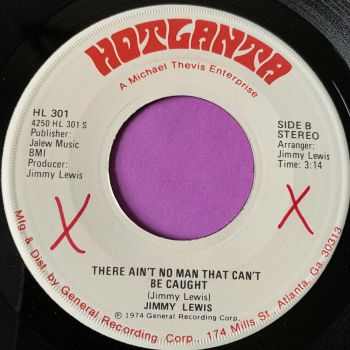 HOTLANTA
A Michael Thevis Enterprise
HL 301
4250 HL 301 S
Publisher:
Jalew Music
BMI
Producer:
Jimmy Lewis
SIDE B
STEREO
Arranger:
Jimmy Lewis
Time: 3:14
X
X
THERE AIN'T NO MAN THAT CAN'T
BE CAUGHT
(Jimmy Lewis)
JIMMY LEWIS
℗ 1974 General Recording Corp.
Mfg. & Dist. by General Recording Corp. 174 Mills St. Atlanta, Ga. 30313